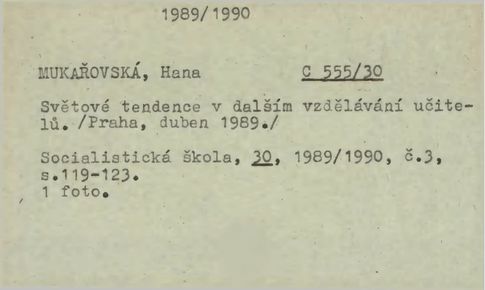 1989/1990
MUKAŘOVSKÁ, Hana C 555/30
Světové tendence v dalším vzdělávání učite-
lů. /Praha, duben 1989./
Socialistická škola, 30, 1989/1990, č.3,
s.119-123.
1 foto.